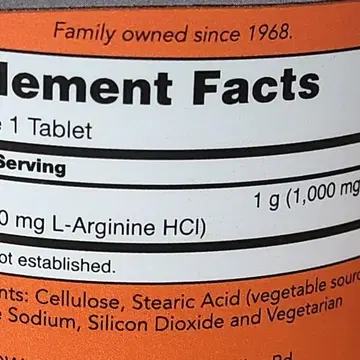 Family owned since 1968.
lement Facts
1 Tablet
Serving
1 g (1,000 mg
0 mg L-Arginine HCl)
ot established.
nts: Cellulose, Stearic Acid (vegetable sourc
Sodium, Silicon Dioxide and Vegetarian